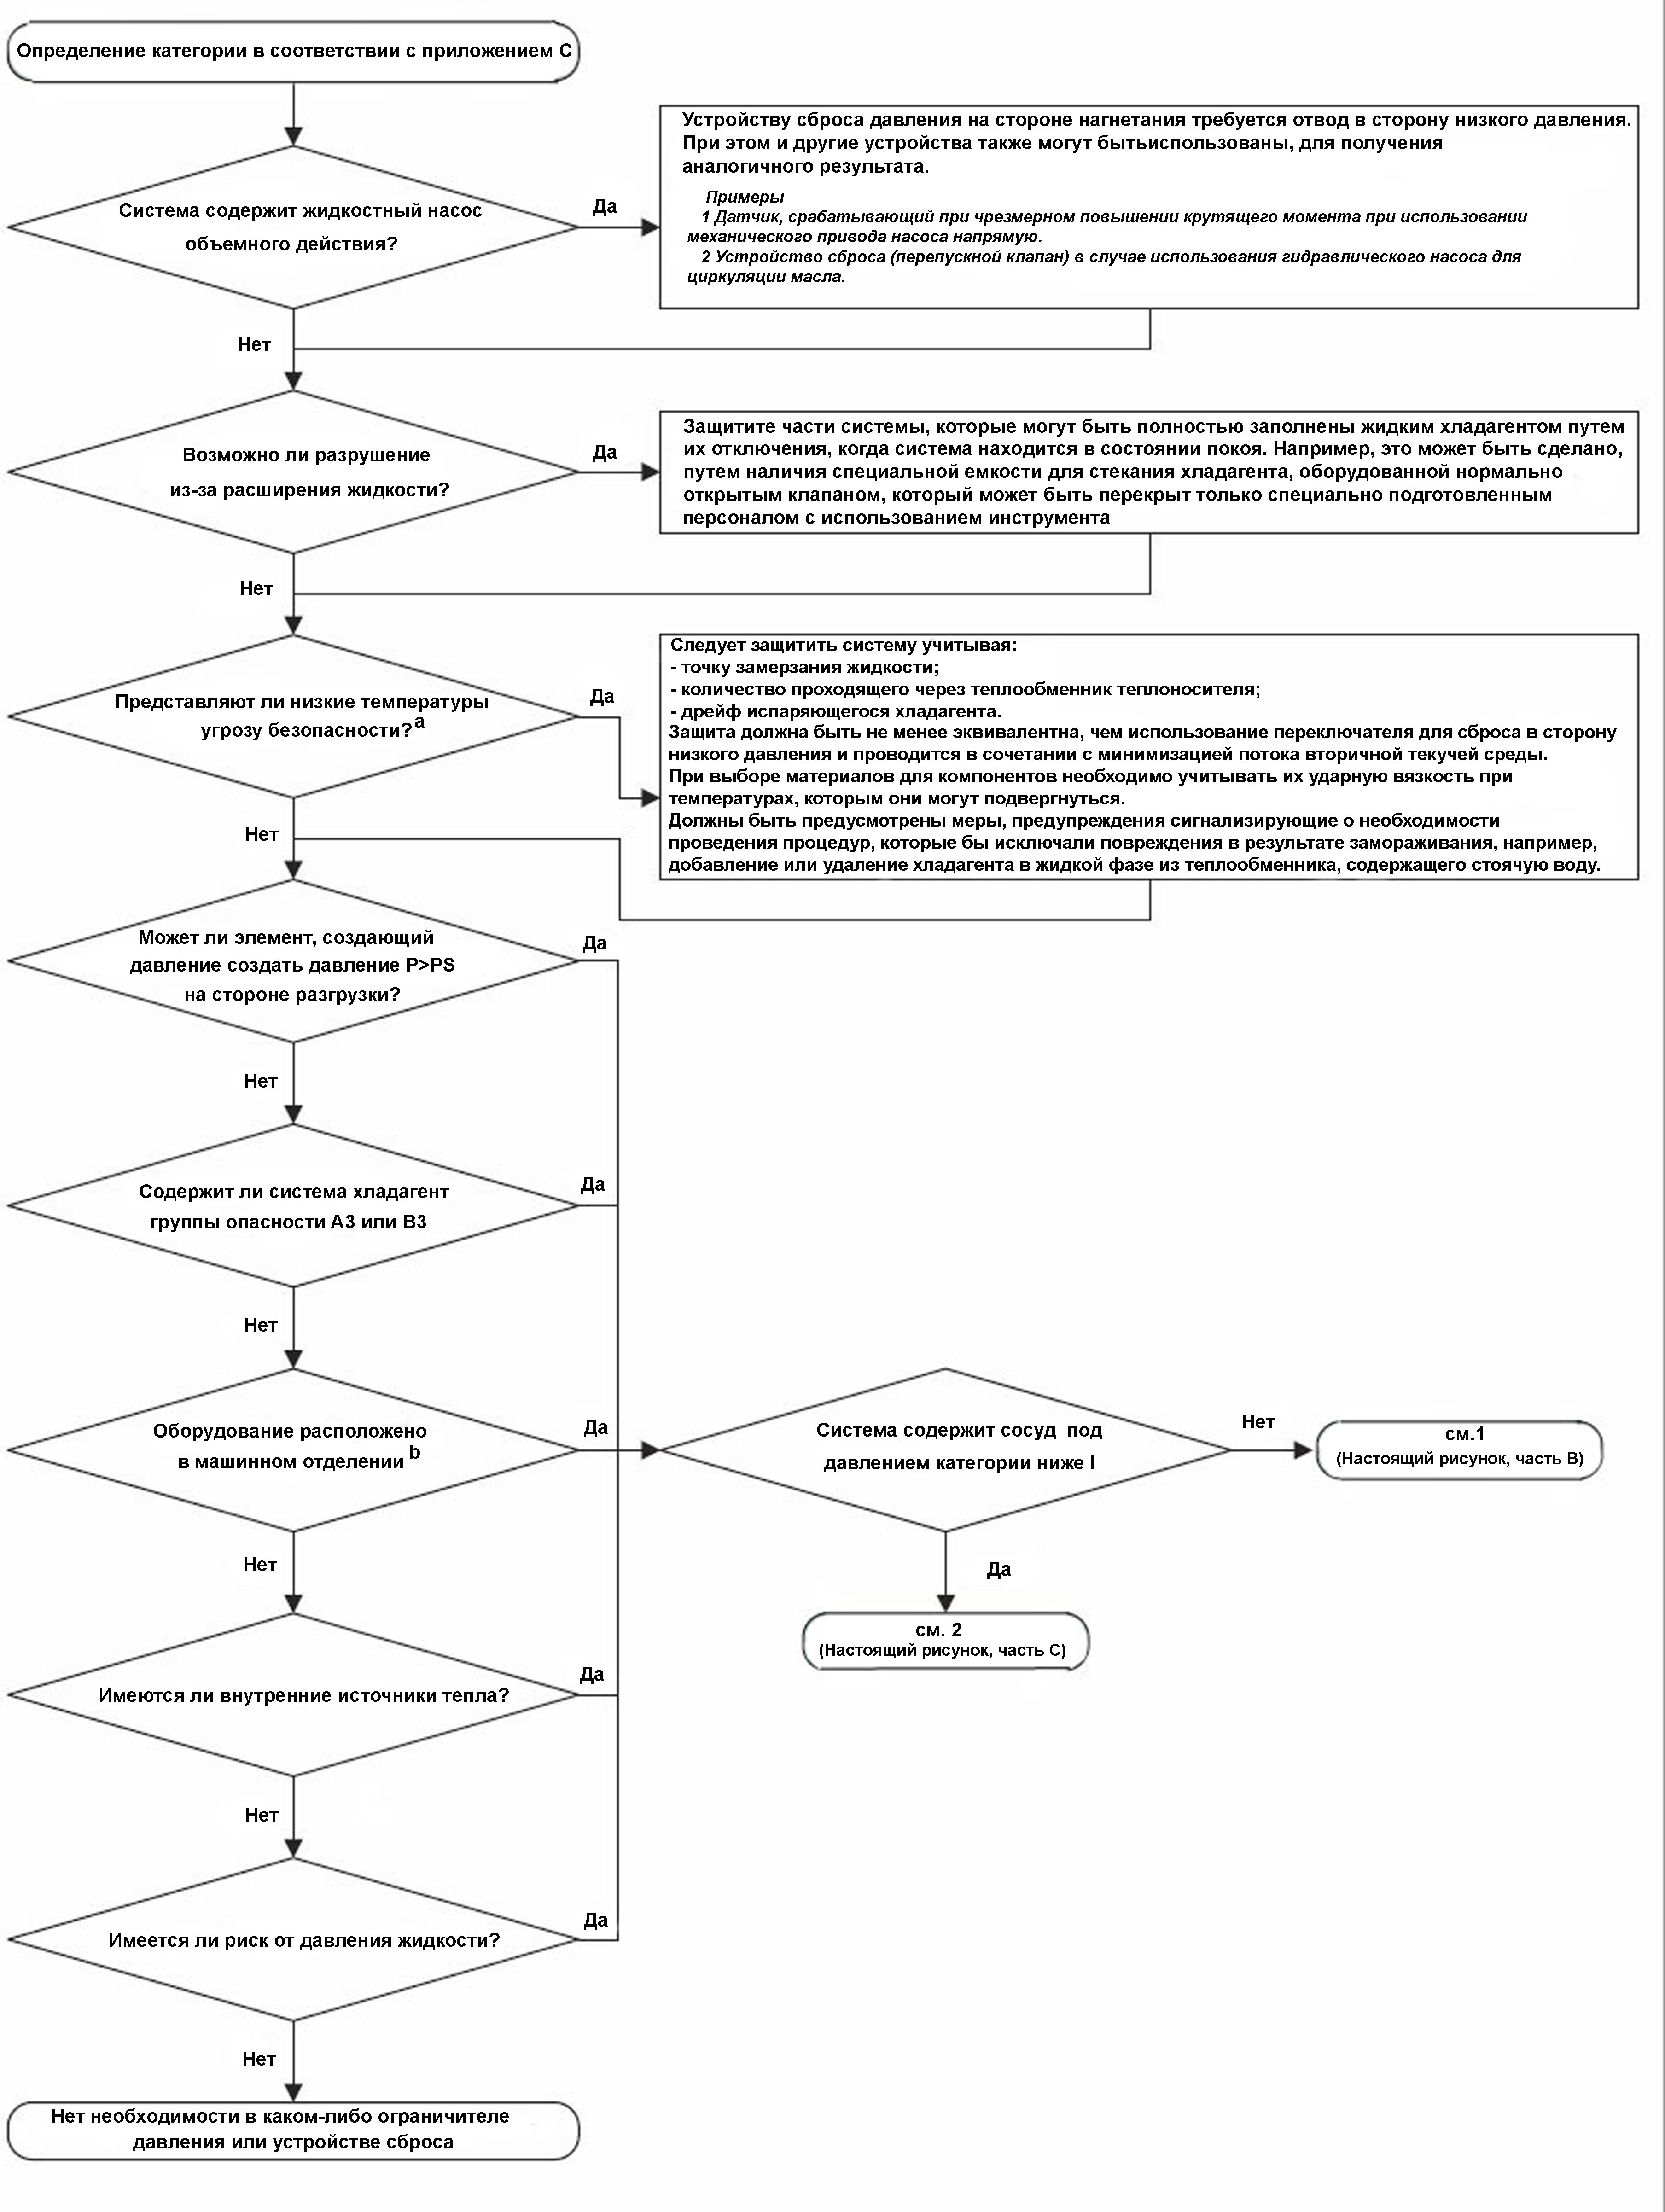 Определение категории в соответствии с приложением С
Устройству сброса давления на стороне нагнетания требуется отвод в сторону низкого давления.
При этом и другие устройства также могут бытьиспользованы, для получения
аналогичного результата.
Примеры
1 Датчик, срабатывающий при чрезмерном повышении крутящего момента при использовании
механического привода насоса напрямую.
2 Устройство сброса (перепускной клапан) в случае использования гидравлического насоса для
циркуляции масла.
Да
Система содержит жидкостный насос
объемного действия?
Нет
Защитите части системы, которые могут быть полностью заполнены жидким хладагентом путем
их отключения, когда система находится в состоянии покоя. Например, это может быть сделано,
путем наличия специальной емкости для стекания хладагента, оборудованной нормально
открытым клапаном, который может быть перекрыт только специально подготовленным
персоналом с использованием инструмента
Да
Возможно ли разрушение
из-за расширения жидкости?
Нет
Следует защитить систему учитывая:
- точку замерзания жидкости;
- количество проходящего через теплообменник теплоносителя;
- дрейф испаряющегося хладагента.
Защита должна быть не менее эквивалентна, чем использование переключателя для сброса в сторону
низкого давления и проводится в сочетании с минимизацией потока вторичной текучей среды.
При выборе материалов для компонентов необходимо учитывать их ударную вязкость при
температурах, которым они могут подвергнуться.
Должны быть предусмотрены меры, предупреждения сигнализирующие о необходимости
проведения процедур, которые бы исключали повреждения в результате замораживания, например,
добавление или удаление хладагента в жидкой фазе из теплообменника, содержащего стоячую воду.
Да
Представляют ли низкие температуры
угрозу безопасности? a
Нет
Может ли элемент, создающий
давление создать давление P>PS
на стороне разгрузки?
Да
Нет
Содержит ли система хладагент
группы опасности А3 или В3
Да
Нет
Оборудование расположено
в машинном отделении b
Да
Система содержит сосуд под
давлением категории ниже I
Нет
см.1
(Настоящий рисунок, часть В)
Да
см. 2
(Настоящий рисунок, часть С)
Нет
Имеются ли внутренние источники тепла?
Да
Нет
Имеется ли риск от давления жидкости?
Да
Нет
Нет необходимости в каком-либо ограничителе
давления или устройстве сброса